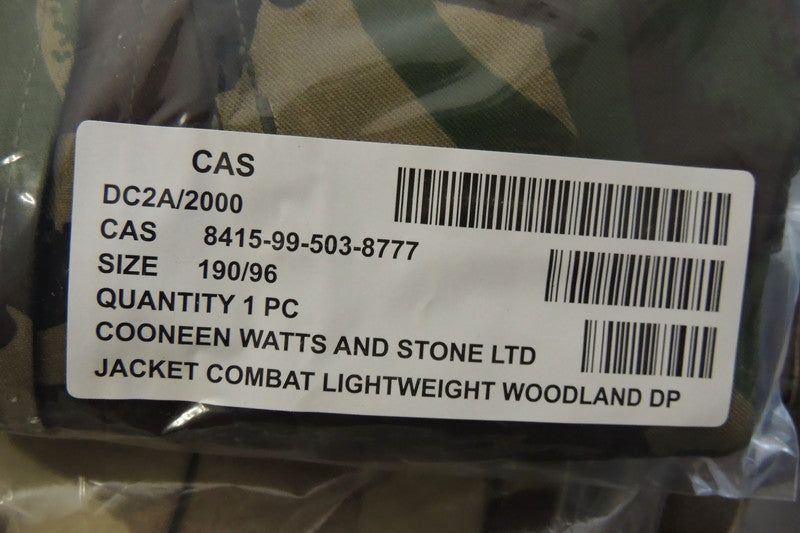 CAS
DC2A/2000
CAS 8415-99-503-8777
SIZE 190/96
QUANTITY 1 PC
COONEEN WATTS AND STONE LTD
JACKET COMBAT LIGHTWEIGHT WOODLAND DP